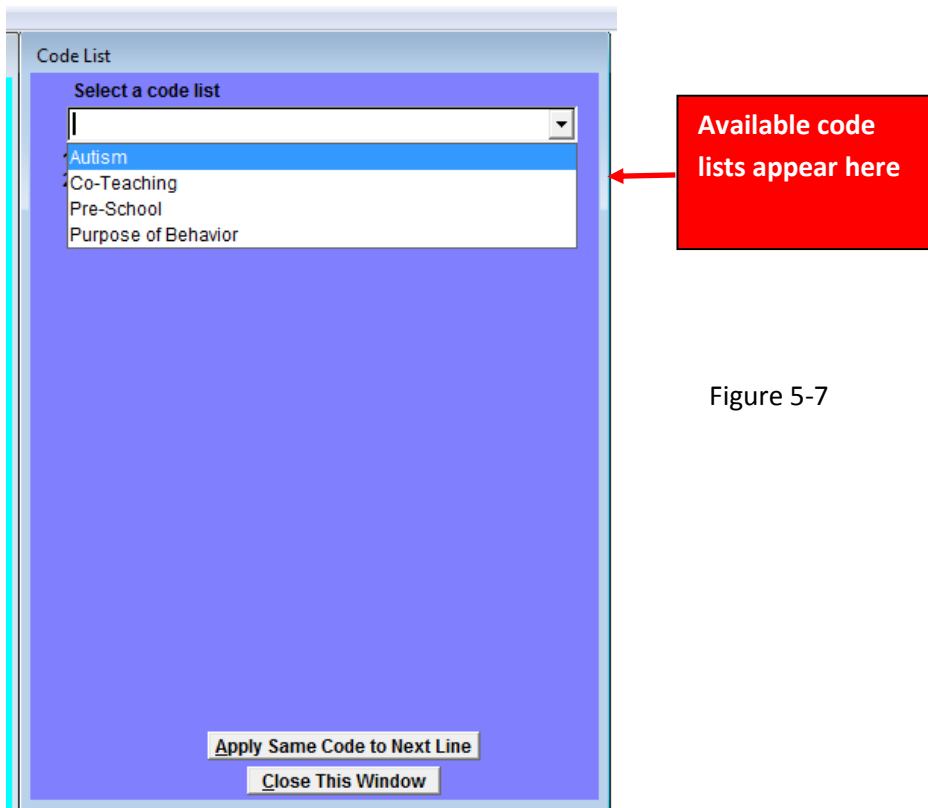 Code List
Select a code list
Autism
Co-Teaching
Pre-School
Purpose of Behavior
Available code
lists appear here
Figure 5-7
Apply Same Code to Next Line
Close This Window